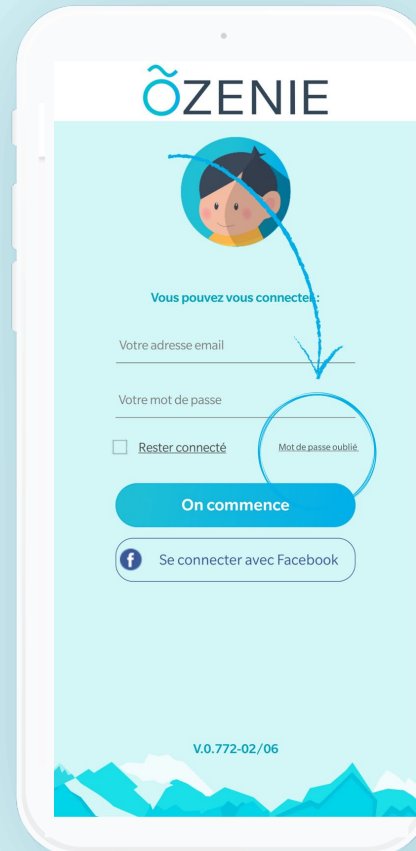 ÕZENIE
Vous pouvez vous connecter :
Votre adresse email
Votre mot de passe
Rester connecté
Mot de passe oublié
On commence
f
Se connecter avec Facebook
V.0.772-02/06